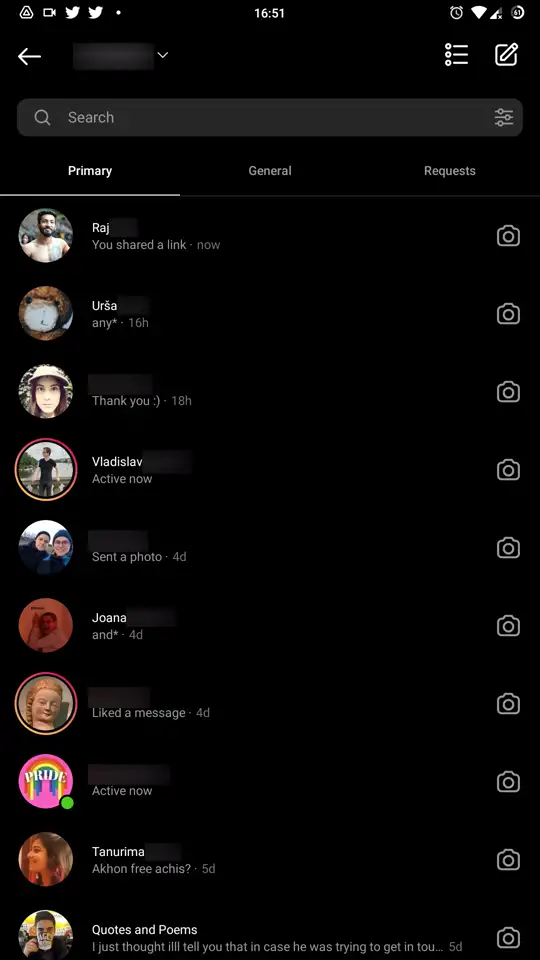 16:51
61
Search
Primary General Requests
Raj
You shared a link · now
Urša
any* · 16h
Thank you :) · 18h
Vladislav
Active now
Sent a photo · 4d
Joana
and* · 4d
Liked a message · 4d
PRIDE
Active now
Tanurima
Akhon free achis? · 5d
Quotes and Poems
I just thought illl tell you that in case he was trying to get in tou... 5d